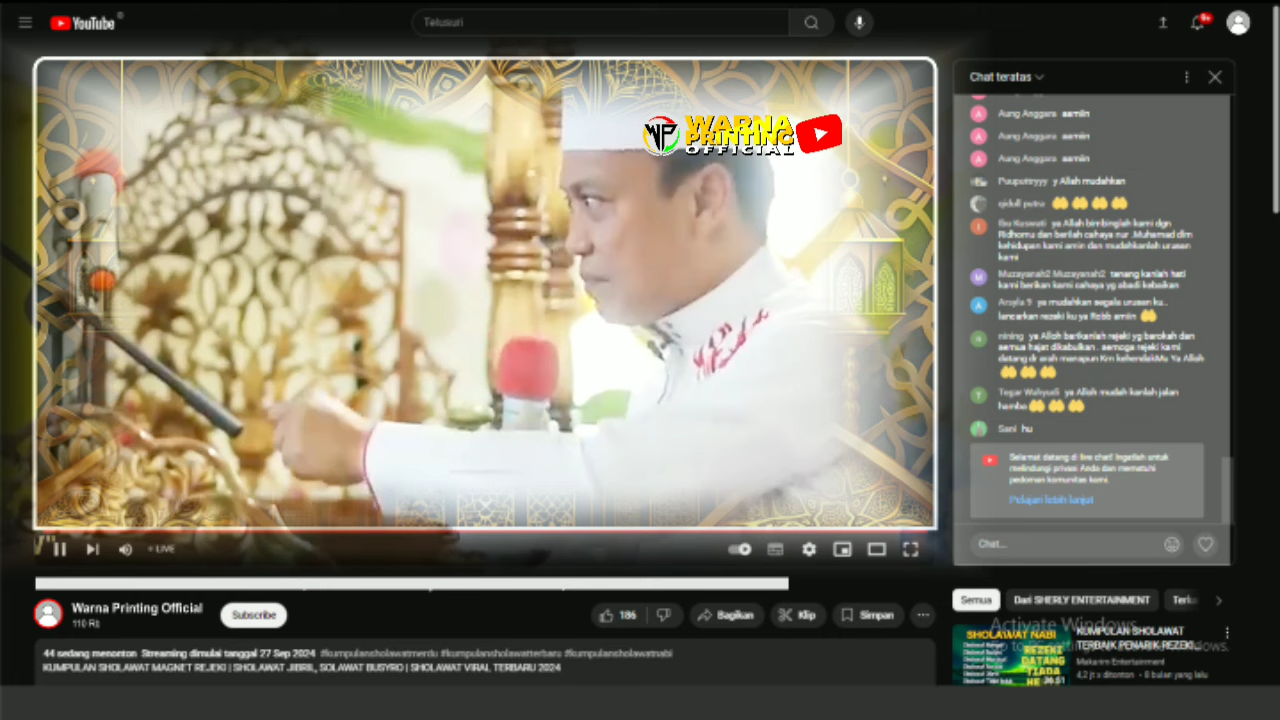 YouTube
Telusuri
9+
WARNA
PRINTING
OFFICIAL
LIVE
Chat teratas
Aung Anggara aamiin
Aung Anggara aamiin
Aung Anggara aamiin
y Allah mudahkan
qidull putra
Ibu Kuswati ya Allah bimbinglah kami dgn
Ridhomu dan berilah cahaya nur .Muhamad dlm
kehidupan kami amin dan mudahkanlah urusan
kami
Muzayanah2 Muzayanah2 tenang kanlah hati
kami berikan kami cahaya yg abadi kebaikan
Arsyla 9 ya mudahkan segala urusan ku..
lancarkan rezeki ku ya Robb amiin
nining ya Alloh berikanlah rejeki yg barokah dan
semua hajat dikabulkan . semoga rejeki kami
datang dr arah manapun Krn kehendakMu Ya Alloh
Tegar Wahyudi ya Allah mudah kanlah jalan
hamba
Sani hu
Selamat datang di live chat! Ingatlah untuk
melindungi privasi Anda dan mematuhi
pedoman komunitas kami.
Pelajari lebih lanjut
Chat...
Warna Printing Official
110 Rb
Subscribe
186
Bagikan
Klip
Simpan
44 sedang menonton Streaming dimulai tanggal 27 Sep 2024 #kumpulansholawatmerdu #kumpulansholawatterbaru #kumpulansholawatnabi
KUMPULAN SHOLAWAT MAGNET REJEKI | SHOLAWAT JIBRIL, SOLAWAT BUSYRO | SHOLAWAT VIRAL TERBARU 2024
Semua
Dari SHERLY ENTERTAINMENT
Activate Windows
SHOLAWAT NABI
REZEKI
DATANG
TIADA
KUMPULAN SHOLAWAT
TERBAIK PENARIK REZEKI,
Makarim Entertainment
4,2 jt x ditonton • 8 bulan yang lalu